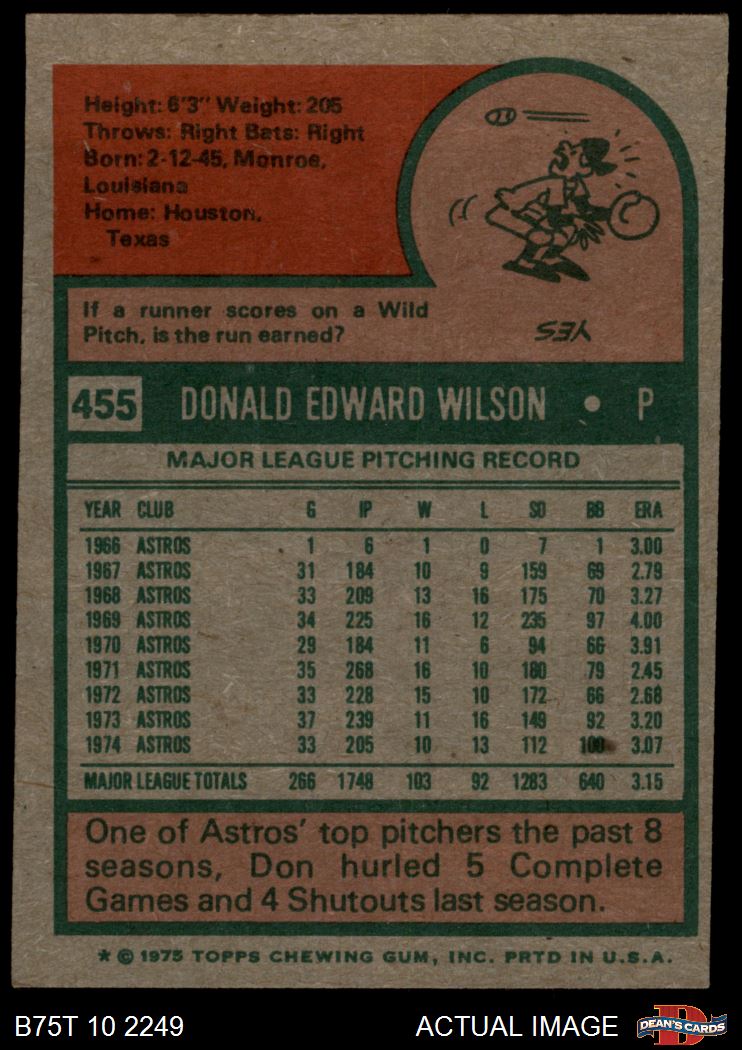 Height: 6'3" Weight: 205
Throws: Right Bats: Right
Born: 2-12-45, Monroe,
Louisiana
Home: Houston,
Texas
If a runner scores on a Wild
Pitch, is the run earned?
YES
455 DONALD EDWARD WILSON • P
MAJOR LEAGUE PITCHING RECORD
YEAR CLUB G IP W L SO BB ERA
1966 ASTROS 1 6 1 0 7 1 3.00
1967 ASTROS 31 184 10 9 159 69 2.79
1968 ASTROS 33 209 13 16 175 70 3.27
1969 ASTROS 34 225 16 12 235 97 4.00
1970 ASTROS 29 184 11 6 94 66 3.91
1971 ASTROS 35 268 16 10 180 79 2.45
1972 ASTROS 33 228 15 10 172 66 2.68
1973 ASTROS 37 239 11 16 149 92 3.20
1974 ASTROS 33 205 10 13 112 100 3.07
MAJOR LEAGUE TOTALS 266 1748 103 92 1283 640 3.15
One of Astros' top pitchers the past 8
seasons, Don hurled 5 Complete
Games and 4 Shutouts last season.
* © 1975 TOPPS CHEWING GUM, INC. PRTD IN U.S.A.
B75T 10 2249 ACTUAL IMAGE DEAN'S CARDS